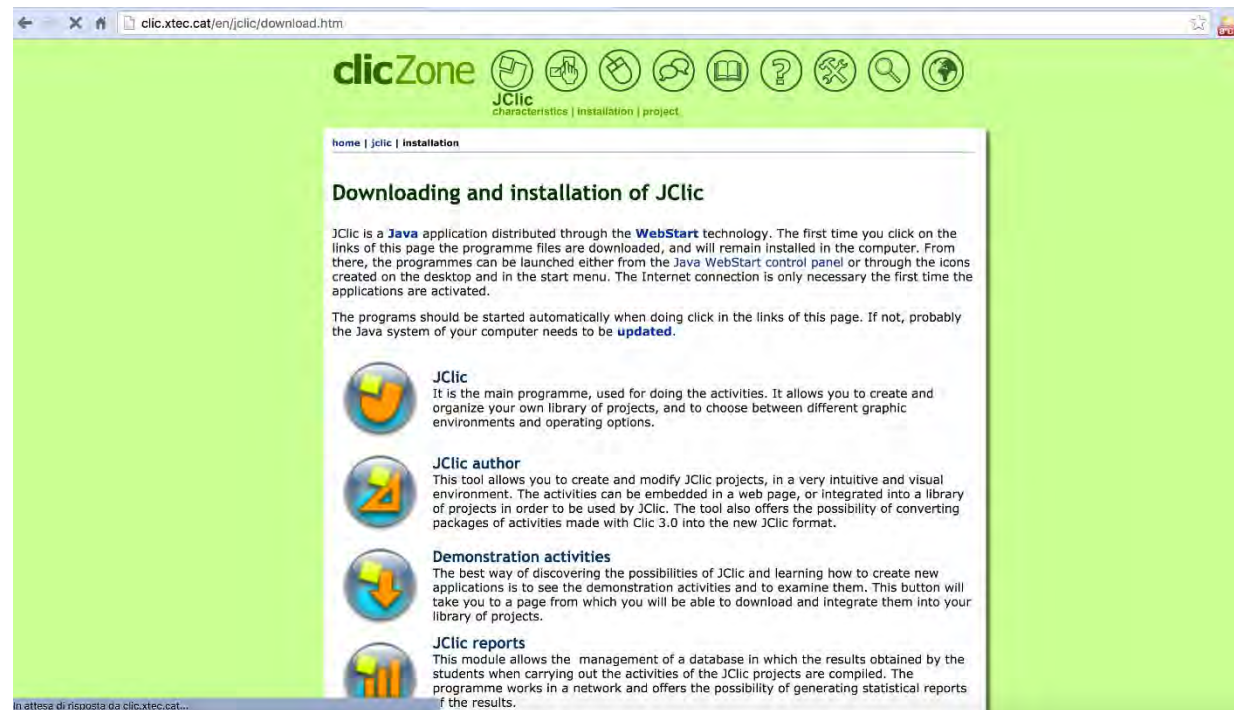 clic.xtec.cat/en/jclic/download.htm
clicZone
JClic
characteristics | installation | project
home | jclic | installation
Downloading and installation of JClic
JClic is a Java application distributed through the WebStart technology. The first time you click on the
links of this page the programme files are downloaded, and will remain installed in the computer. From
there, the programmes can be launched either from the Java WebStart control panel or through the icons
created on the desktop and in the start menu. The Internet connection is only necessary the first time the
applications are activated.
The programs should be started automatically when doing click in the links of this page. If not, probably
the Java system of your computer needs to be updated.
JClic
It is the main programme, used for doing the activities. It allows you to create and
organize your own library of projects, and to choose between different graphic
environments and operating options.
JClic author
This tool allows you to create and modify JClic projects, in a very intuitive and visual
environment. The activities can be embedded in a web page, or integrated into a library
of projects in order to be used by JClic. The tool also offers the possibility of converting
packages of activities made with Clic 3.0 into the new JClic format.
Demonstration activities
The best way of discovering the possibilities of JClic and learning how to create new
applications is to see the demonstration activities and to examine them. This button will
take you to a page from which you will be able to download and integrate them into your
library of projects.
JClic reports
This module allows the management of a database in which the results obtained by the
students when carrying out the activities of the JClic projects are compiled. The
programme works in a network and offers the possibility of generating statistical reports
f the results.
In attesa di risposta da clic.xtec.cat...